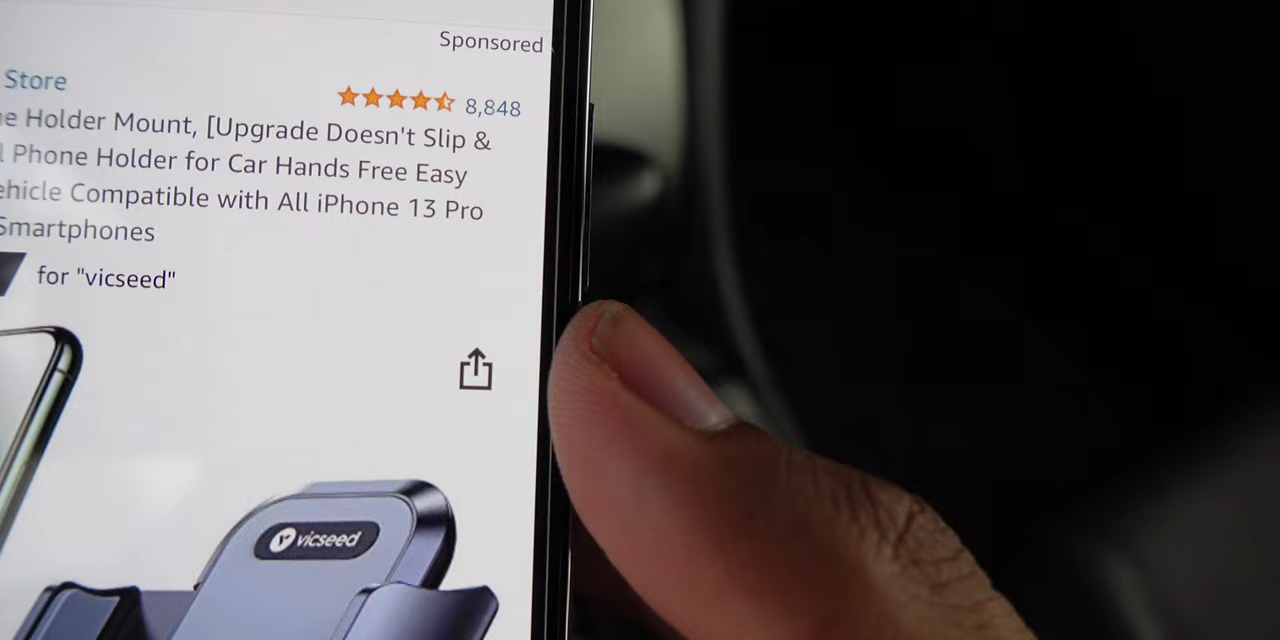 Sponsored
Store
8,848
Holder Mount, [Upgrade Doesn't Slip &
Phone Holder for Car Hands Free Easy
Compatible with All iPhone 13 Pro
Smartphones
for "vicseed"
vicseed